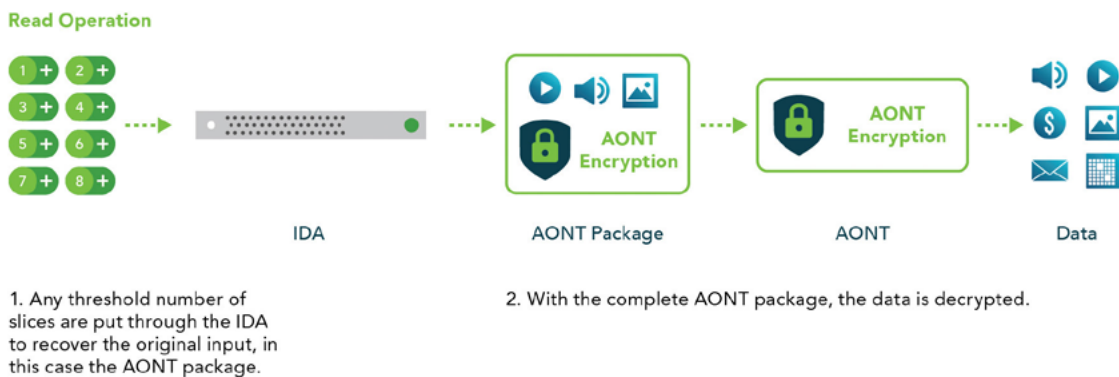 Read Operation
1 + 2 +
3 + 4 +
5 + 6 +
7 + 8 +
AONT
Encryption
AONT
Encryption
$
IDA
AONT Package
AONT
Data
1. Any threshold number of
slices are put through the IDA
to recover the original input, in
this case the AONT package.
2. With the complete AONT package, the data is decrypted.